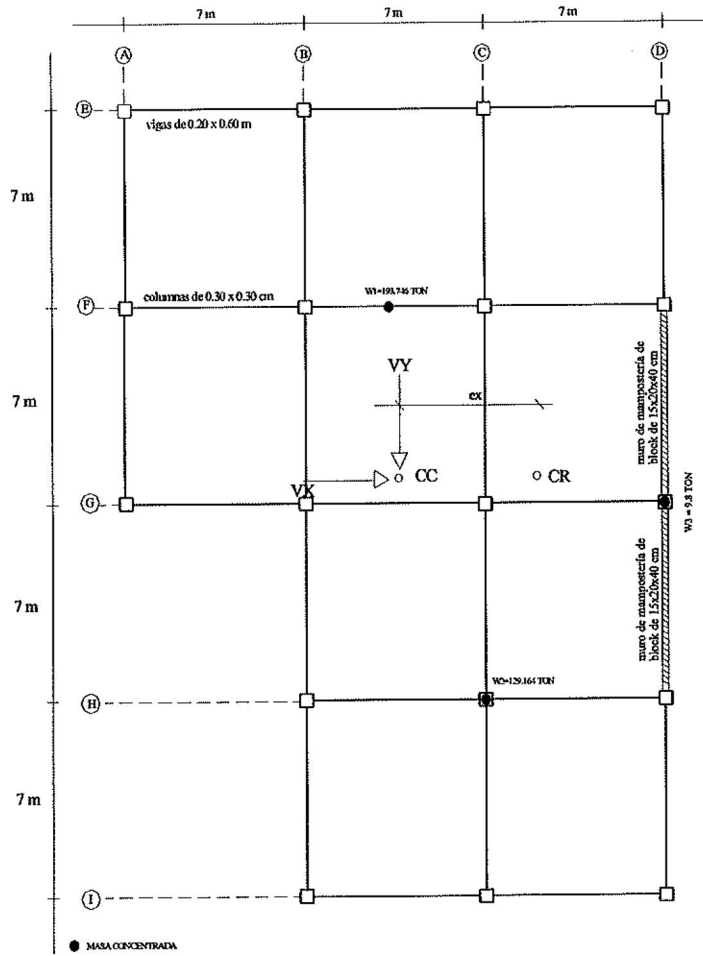 7 m
7 m
7 m
A
B
C
D
E
vigas de 0.20 x 0.60 m
7 m
F
columnas de 0.30 x 0.30 cm
W1=193.746 TON
muro de mampostería de
block de 15x20x40 cm
7 m
VY
ex
VX
CC
CR
G
W3 = 9.8 TON
muro de mampostería de
block de 15x20x40 cm
7 m
W2=129.164 TON
H
7 m
I
MASA CONCENTRADA